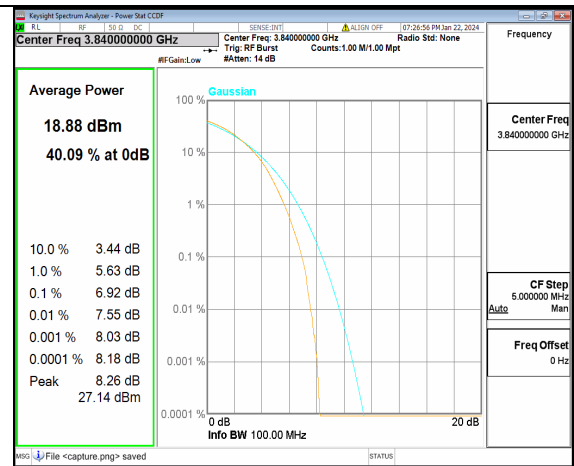 Keysight Spectrum Analyzer - Power Stat CCDF
RL RF 50 Ω DC SENSE:INT ALIGN OFF 07:26:56 PM Jan 22, 2024
Center Freq 3.840000000 GHz
Center Freq: 3.840000000 GHz Radio Std: None
Trig: RF Burst Counts:1.00 M/1.00 Mpt
#IFGain:Low #Atten: 14 dB
Frequency
Average Power
18.88 dBm
40.09 % at 0dB
10.0 % 3.44 dB
1.0 % 5.63 dB
0.1 % 6.92 dB
0.01 % 7.55 dB
0.001 % 8.03 dB
0.0001 % 8.18 dB
Peak 8.26 dB
27.14 dBm
Gaussian
100 %
10 %
1 %
0.1 %
0.01 %
0.001 %
0.0001 %
0 dB 20 dB
Info BW 100.00 MHz
Center Freq
3.840000000 GHz
CF Step
5.000000 MHz
Auto Man
Freq Offset
0 Hz
MSG File <capture.png> saved STATUS